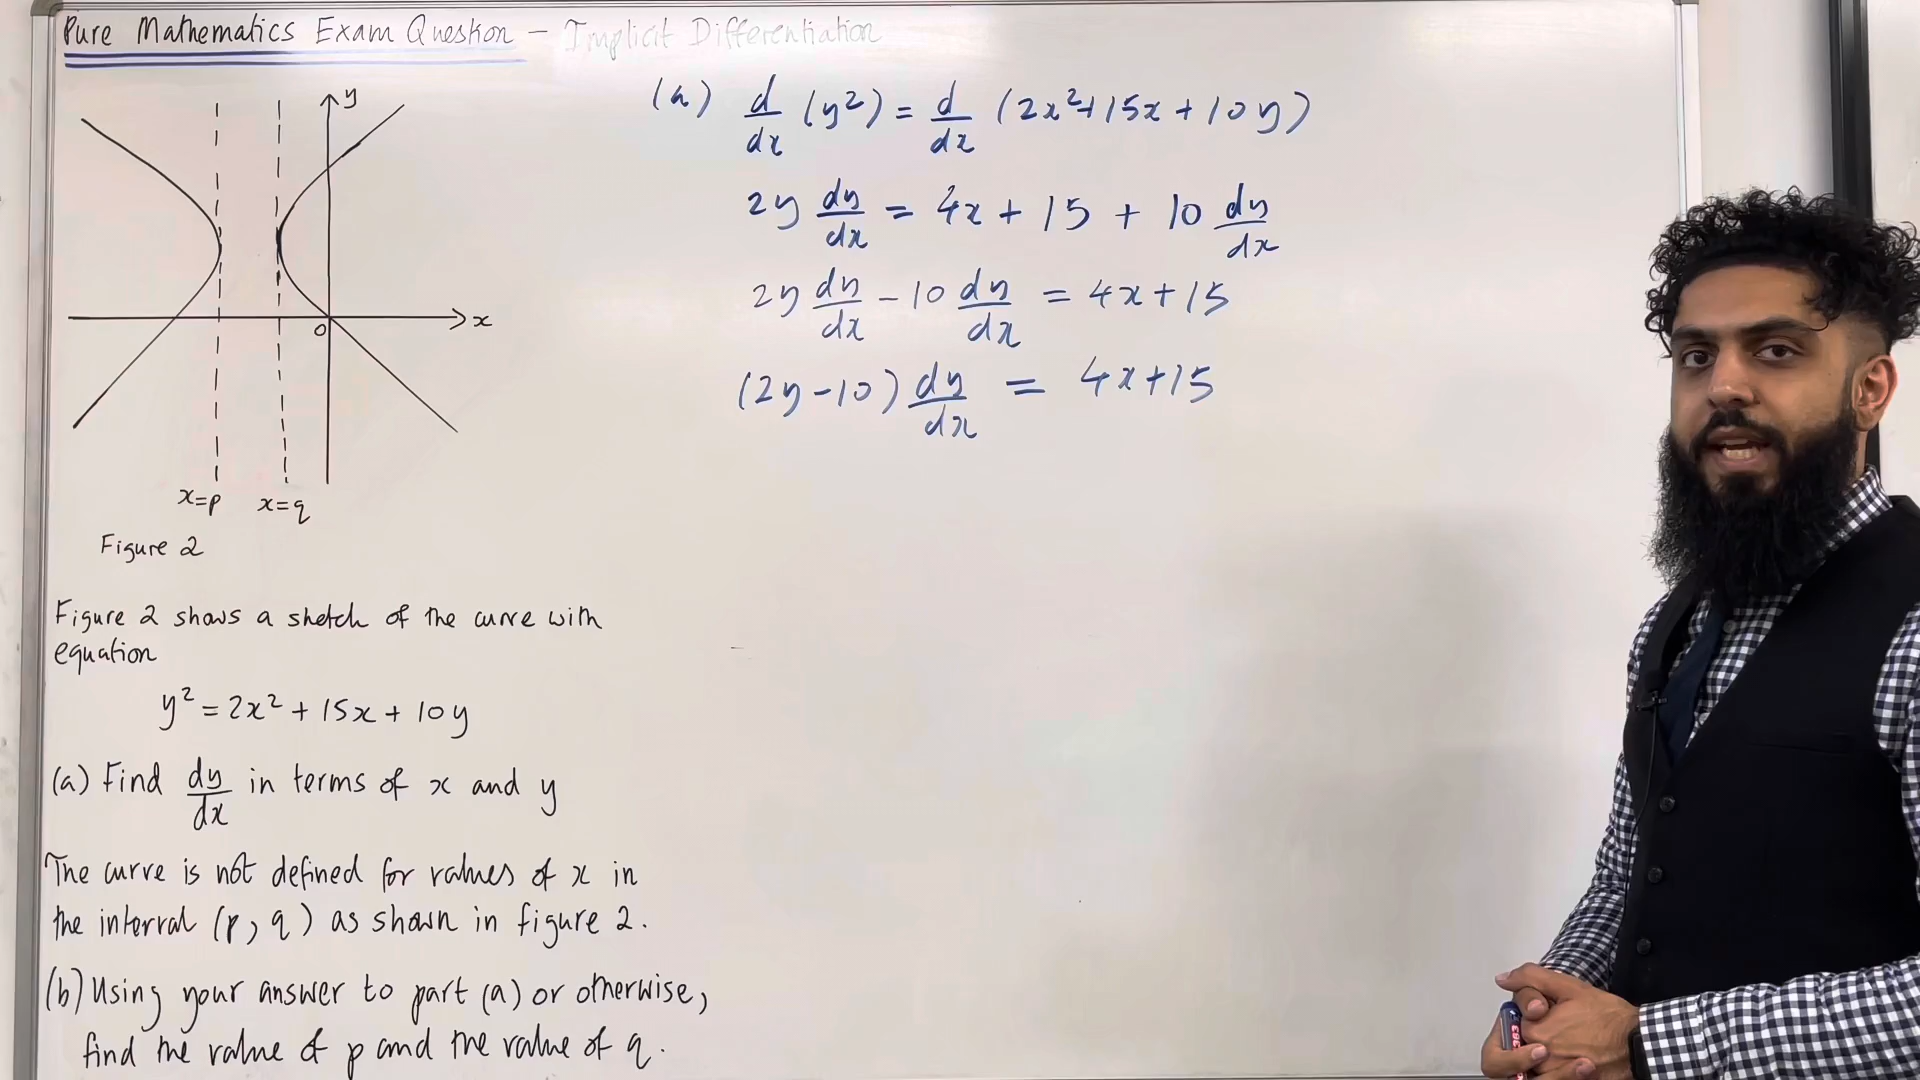 Pure Mathematics Exam Question – Implicit Differentiation
y
x
O
x=p x=q
Figure 2
Figure 2 shows a sketch of the curve with
equation
y² = 2x² + 15x + 10y
(a) Find dy/dx in terms of x and y
The curve is not defined for values of x in
the interval (p, q) as shown in figure 2.
(b) Using your answer to part (a) or otherwise,
find the value of p and the value of q.
(a) d/dx (y²) = d/dx (2x²+15x+10y)
2y dy/dx = 4x + 15 + 10 dy/dx
2y dy/dx – 10 dy/dx = 4x+15
(2y–10) dy/dx = 4x+15